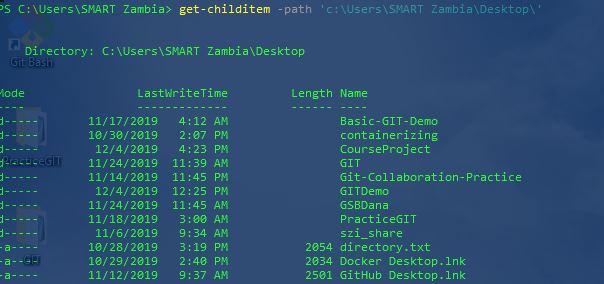 PS C:\Users\SMART Zambia> get-childitem -path 'c:\Users\SMART Zambia\Desktop\'
Git Bash
Directory: C:\Users\SMART Zambia\Desktop
Mode LastWriteTime Length Name
---- ------------- ------ ----
d----- 11/17/2019 4:12 AM Basic-GIT-Demo
d----- 10/30/2019 2:07 PM containerizing
d----- 12/4/2019 4:23 PM CourseProject
PracticeGIT
d----- 11/24/2019 11:39 AM GIT
d----- 11/14/2019 11:45 PM Git-Collaboration-Practice
d----- 12/4/2019 12:25 PM GITDemo
d----- 11/24/2019 11:45 AM GSBDana
d----- 11/18/2019 3:00 AM PracticeGIT
d----- 11/6/2019 9:34 AM szi_share
-a---- 10/28/2019 3:19 PM 2054 directory.txt
-a---- 10/29/2019 2:40 PM 2034 Docker Desktop.lnk
-a---- 11/12/2019 9:37 AM 2501 GitHub Desktop.lnk